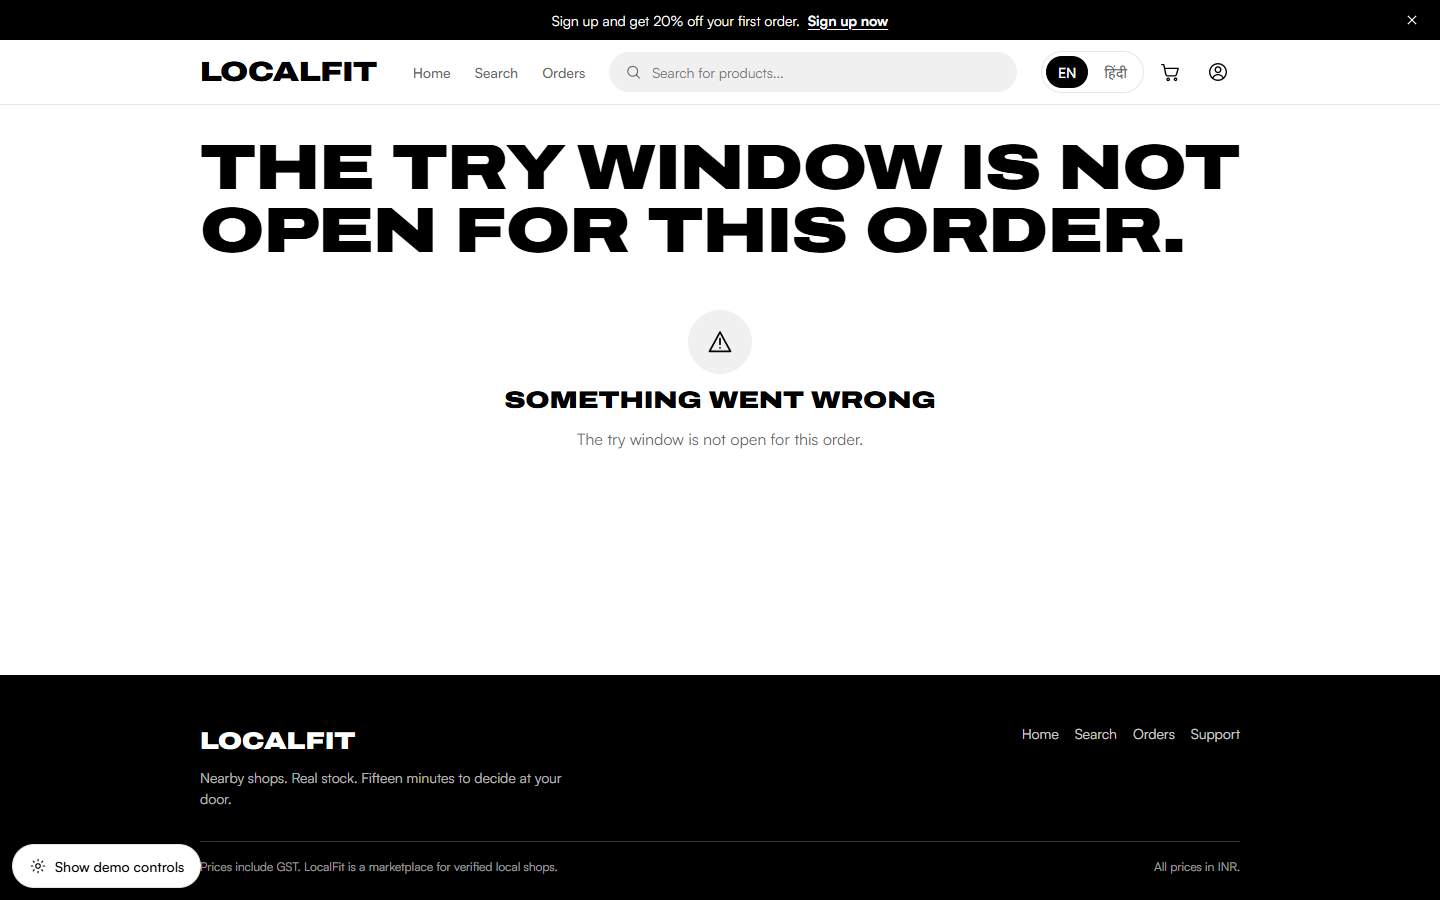 Sign up and get 20% off your first order. Sign up now
LOCALFIT
Home Search Orders
Search for products...
EN हिंदी
THE TRY WINDOW IS NOT
OPEN FOR THIS ORDER.
SOMETHING WENT WRONG
The try window is not open for this order.
LOCALFIT
Home Search Orders Support
Nearby shops. Real stock. Fifteen minutes to decide at your
door.
Show demo controls
Prices include GST. LocalFit is a marketplace for verified local shops.
All prices in INR.